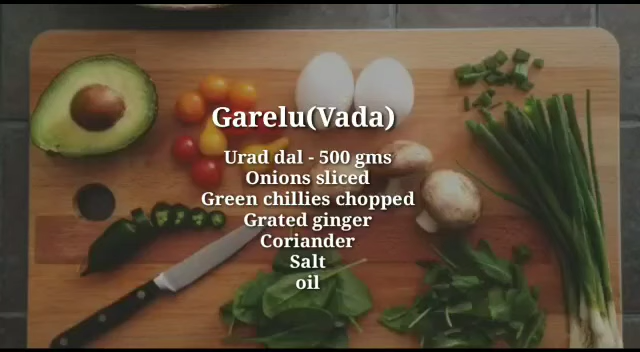 Garelu(Vada)
Urad dal - 500 gms
Onions sliced
Green chillies chopped
Grated ginger
Coriander
Salt
oil